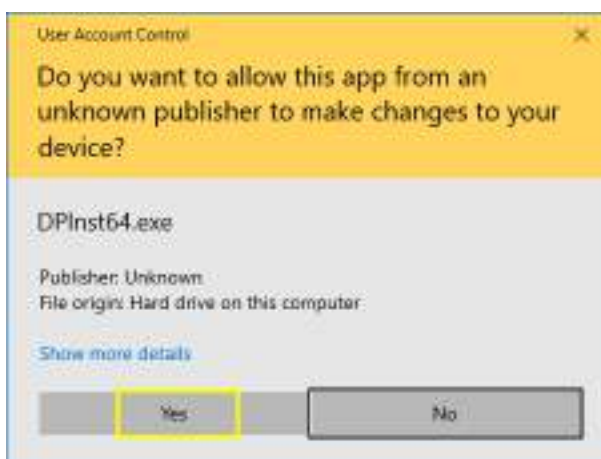 User Account Control
Do you want to allow this app from an
unknown publisher to make changes to your
device?
DPInst64.exe
Publisher: Unknown
File origin: Hard drive on this computer
Show more details
Yes
No